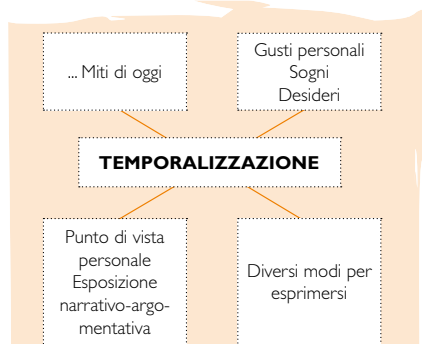 ... Miti di oggi
Gusti personali
Sogni
Desideri
TEMPORALIZZAZIONE
Punto di vista
personale
Esposizione
narrativo-argo-
mentativa
Diversi modi per
esprimersi